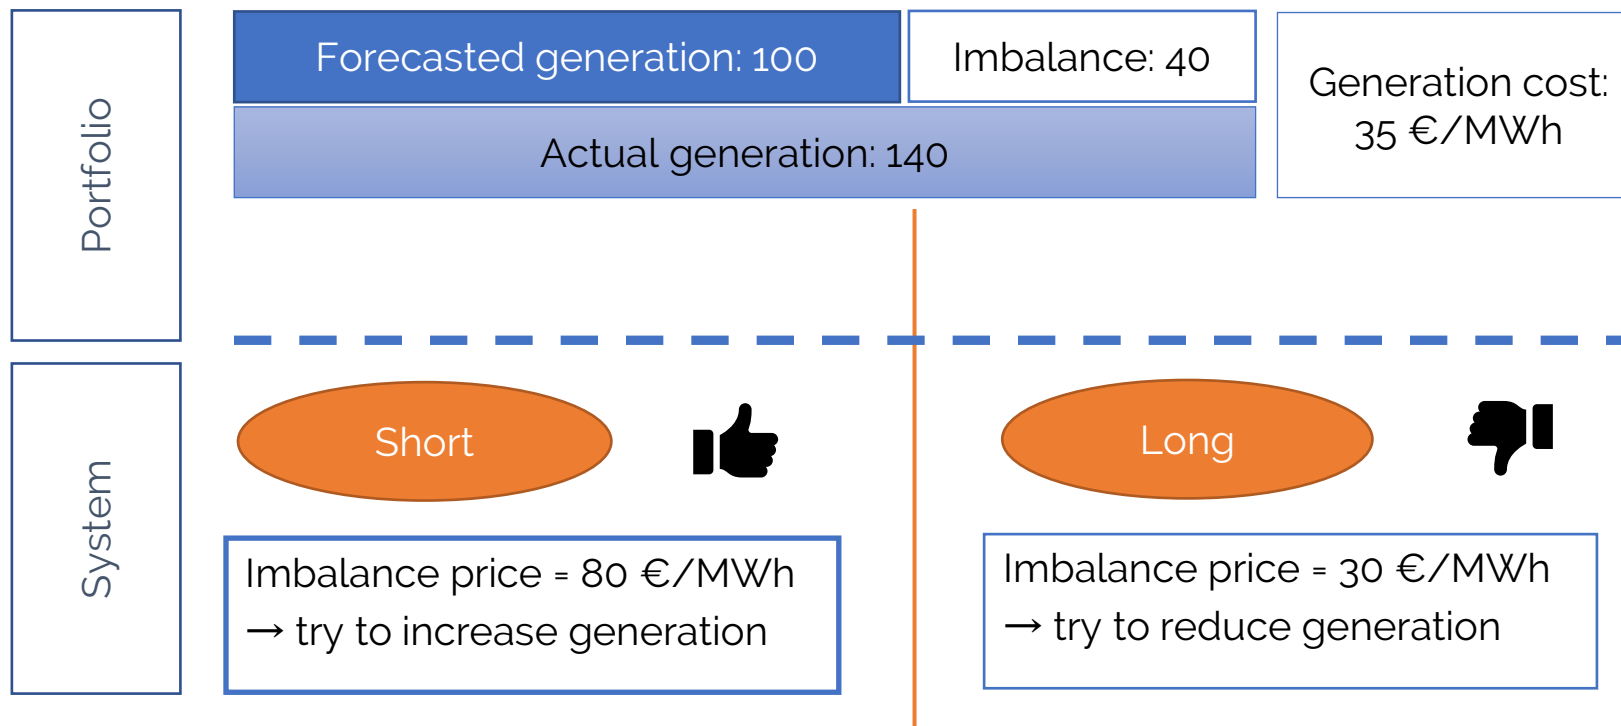 Portfolio
Forecasted generation: 100
Imbalance: 40
Actual generation: 140
Generation cost:
35 €/MWh
System
Short
Long
Imbalance price = 80 €/MWh
→ try to increase generation
Imbalance price = 30 €/MWh
→ try to reduce generation